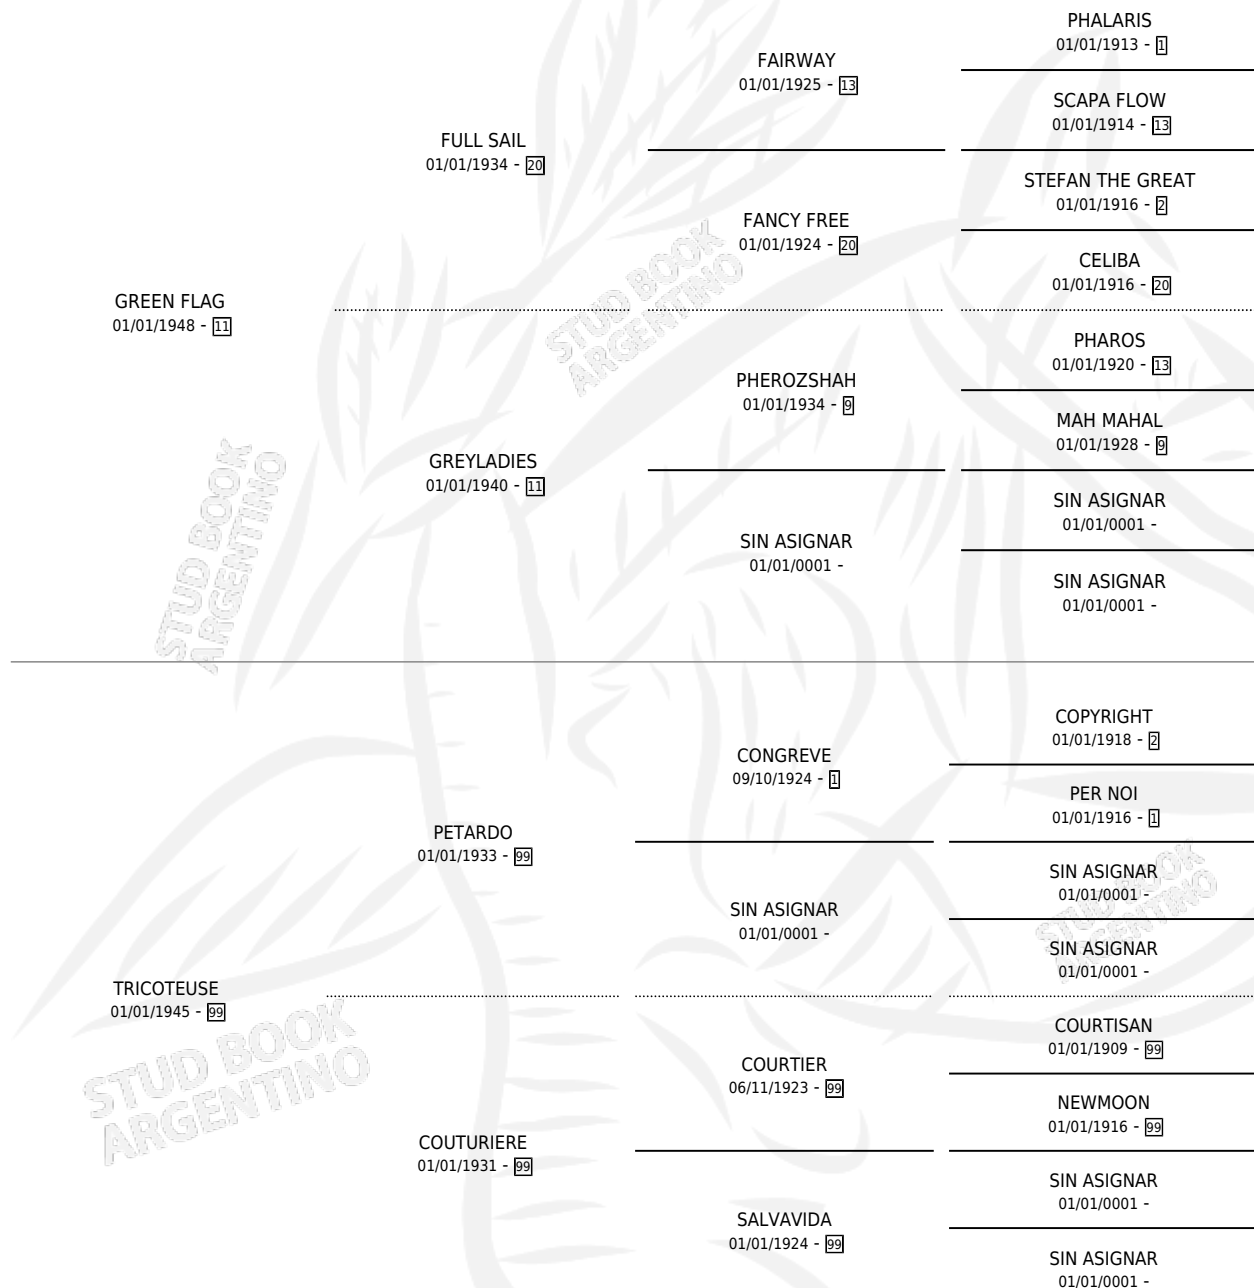 PHALARIS
01/01/1913 - 1
FAIRWAY
01/01/1925 - 13
SCAPA FLOW
01/01/1914 - 13
FULL SAIL
01/01/1934 - 20
STEFAN THE GREAT
01/01/1916 - 2
FANCY FREE
01/01/1924 - 20
CELIBA
01/01/1916 - 20
GREEN FLAG
01/01/1948 - 11
STUD BOOK
ARGENTINO
PHAROS
01/01/1920 - 13
PHEROZSHAH
01/01/1934 - 9
MAH MAHAL
01/01/1928 - 9
GREYLADIES
01/01/1940 - 11
SIN ASIGNAR
01/01/0001 -
SIN ASIGNAR
01/01/0001 -
SIN ASIGNAR
01/01/0001 -
STUD BOOK
ARGENTINO
COPYRIGHT
01/01/1918 - 2
CONGREVE
09/10/1924 - 1
PER NOI
01/01/1916 - 1
PETARDO
01/01/1933 - 99
SIN ASIGNAR
01/01/0001 -
SIN ASIGNAR
01/01/0001 -
SIN ASIGNAR
01/01/0001 -
STUD BOOK
ARGENTINO
TRICOTEUSE
01/01/1945 - 99
STUD BOOK
ARGENTINO
COURTISAN
01/01/1909 - 99
COURTIER
06/11/1923 - 99
NEWMOON
01/01/1916 - 99
COUTURIERE
01/01/1931 - 99
SIN ASIGNAR
01/01/0001 -
SALVAVIDA
01/01/1924 - 99
SIN ASIGNAR
01/01/0001 -